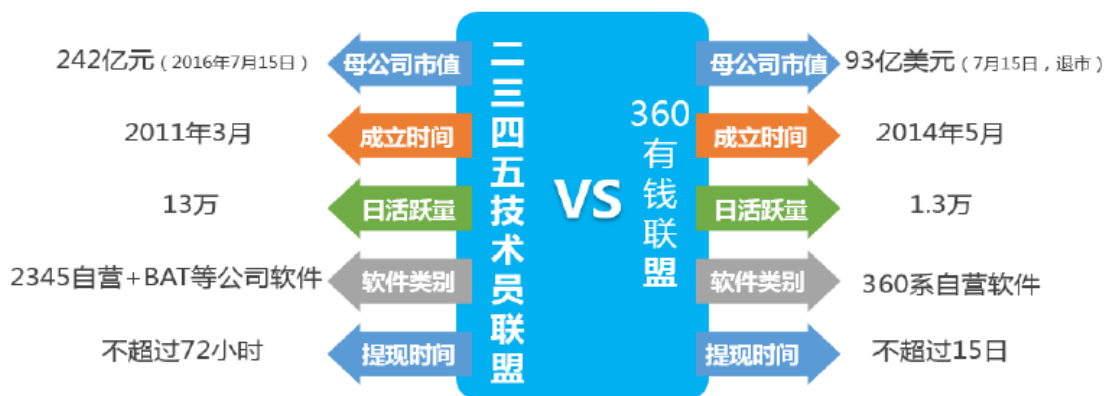 二三四五技术员联盟
VS
360有钱联盟
242亿元（2016年7月15日）
母公司市值
母公司市值
93亿美元（7月15日，退市）
2011年3月
成立时间
成立时间
2014年5月
13万
日活跃量
日活跃量
1.3万
2345自营+BAT等公司软件
软件类别
软件类别
360系自营软件
不超过72小时
提现时间
提现时间
不超过15日